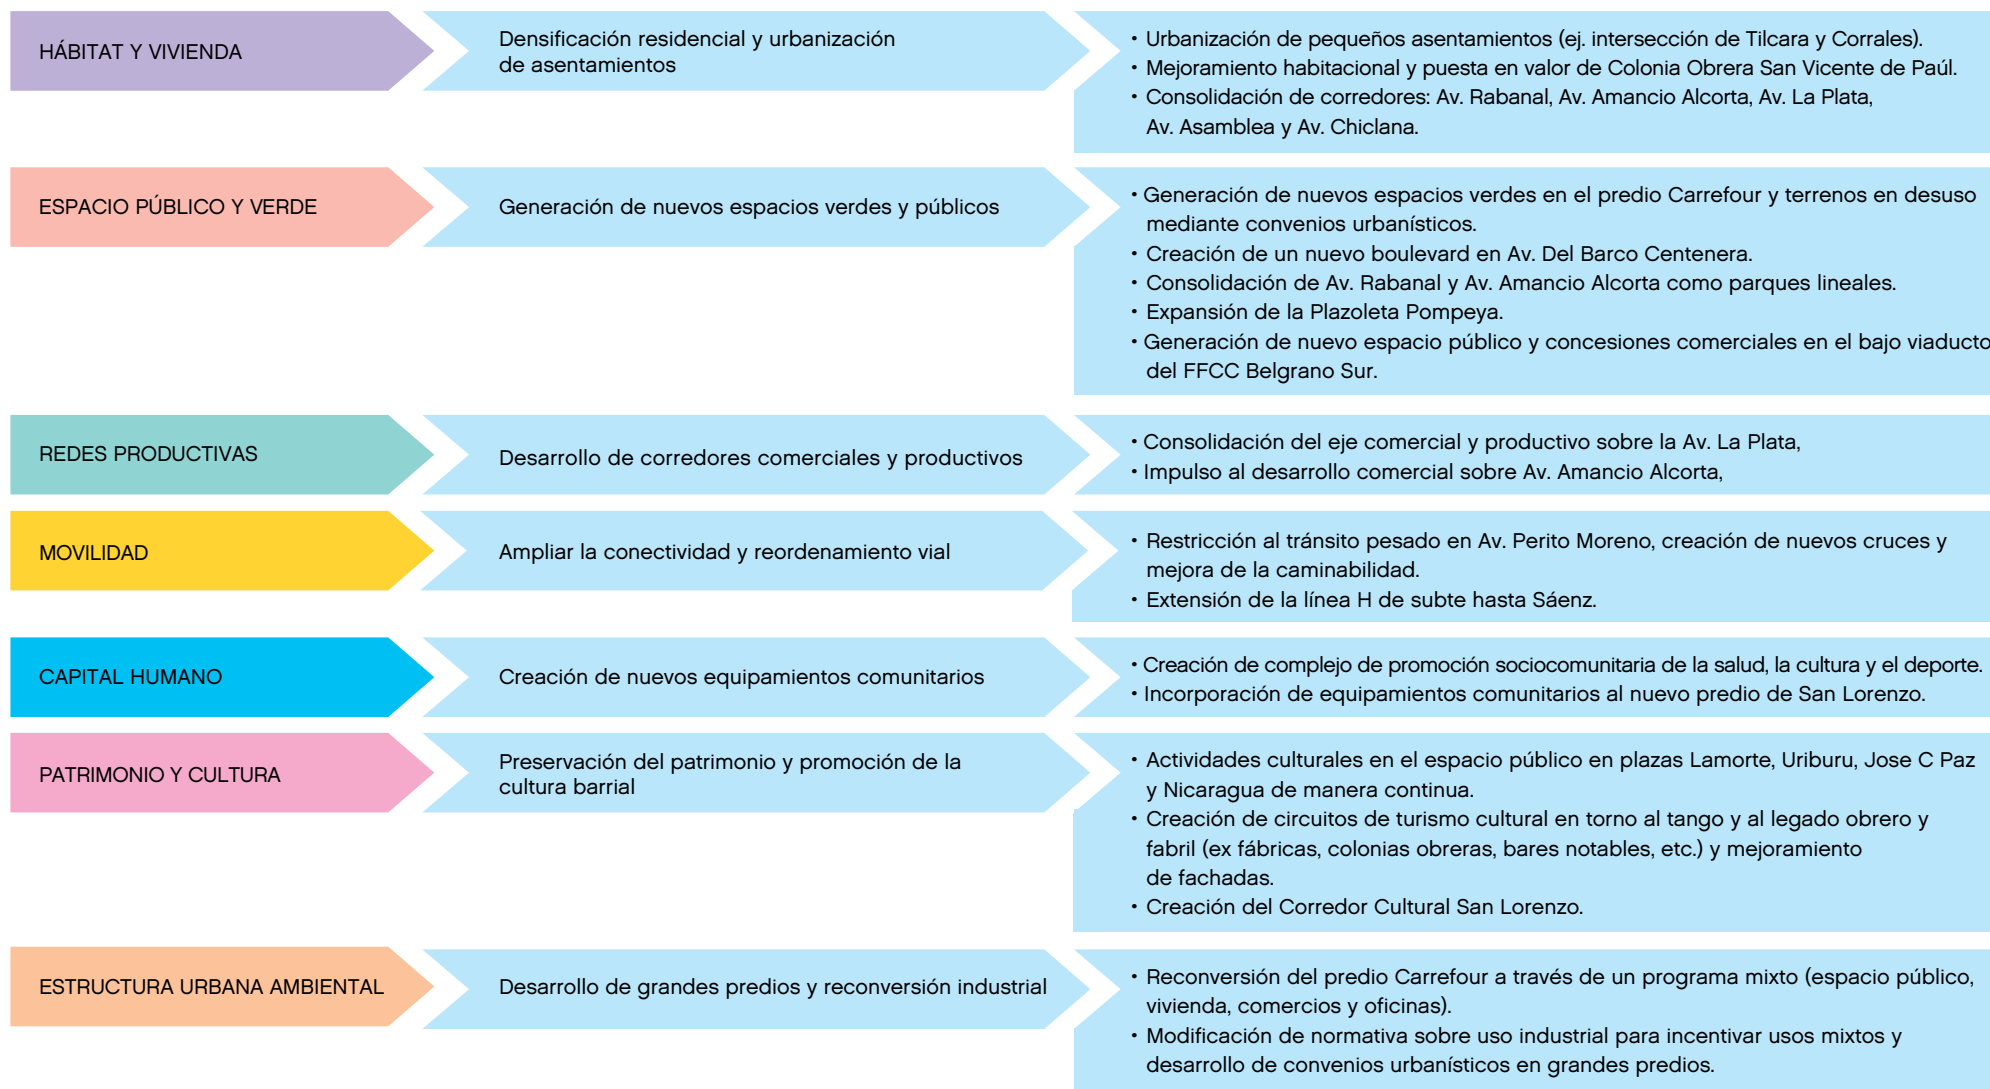 HÁBITAT Y VIVIENDA
Densificación residencial y urbanización
de asentamientos
• Urbanización de pequeños asentamientos (ej. intersección de Tilcara y Corrales).
• Mejoramiento habitacional y puesta en valor de Colonia Obrera San Vicente de Paúl.
• Consolidación de corredores: Av. Rabanal, Av. Amancio Alcorta, Av. La Plata,
Av. Asamblea y Av. Chiclana.
ESPACIO PÚBLICO Y VERDE
Generación de nuevos espacios verdes y públicos
• Generación de nuevos espacios verdes en el predio Carrefour y terrenos en desuso
mediante convenios urbanísticos.
• Creación de un nuevo boulevard en Av. Del Barco Centenera.
• Consolidación de Av. Rabanal y Av. Amancio Alcorta como parques lineales.
• Expansión de la Plazoleta Pompeya.
• Generación de nuevo espacio público y concesiones comerciales en el bajo viaducto
del FFCC Belgrano Sur.
REDES PRODUCTIVAS
Desarrollo de corredores comerciales y productivos
• Consolidación del eje comercial y productivo sobre la Av. La Plata,
• Impulso al desarrollo comercial sobre Av. Amancio Alcorta,
MOVILIDAD
Ampliar la conectividad y reordenamiento vial
• Restricción al tránsito pesado en Av. Perito Moreno, creación de nuevos cruces y
mejora de la caminabilidad.
• Extensión de la línea H de subte hasta Sáenz.
CAPITAL HUMANO
Creación de nuevos equipamientos comunitarios
• Creación de complejo de promoción sociocomunitaria de la salud, la cultura y el deporte.
• Incorporación de equipamientos comunitarios al nuevo predio de San Lorenzo.
PATRIMONIO Y CULTURA
Preservación del patrimonio y promoción de la
cultura barrial
• Actividades culturales en el espacio público en plazas Lamorte, Uriburu, Jose C Paz
y Nicaragua de manera continua.
• Creación de circuitos de turismo cultural en torno al tango y al legado obrero y
fabril (ex fábricas, colonias obreras, bares notables, etc.) y mejoramiento
de fachadas.
• Creación del Corredor Cultural San Lorenzo.
ESTRUCTURA URBANA AMBIENTAL
Desarrollo de grandes predios y reconversión industrial
• Reconversión del predio Carrefour a través de un programa mixto (espacio público,
vivienda, comercios y oficinas).
• Modificación de normativa sobre uso industrial para incentivar usos mixtos y
desarrollo de convenios urbanísticos en grandes predios.